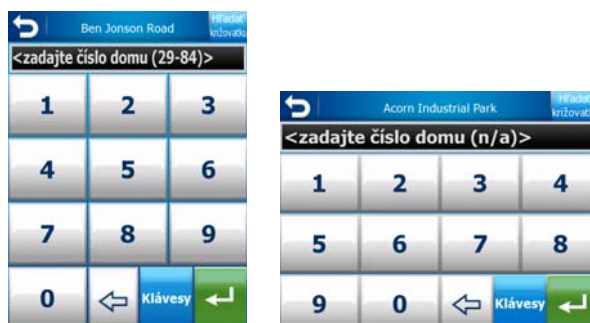 Ben Jonson Road
Hľadať
križovatku
<zadajte číslo domu (29-84)>
1 2 3
4 5 6
7 8 9
0 Klávesy
Acorn Industrial Park
Hľadať
križovatku
<zadajte číslo domu (n/a)>
1 2 3 4
5 6 7 8
9 0 Klávesy